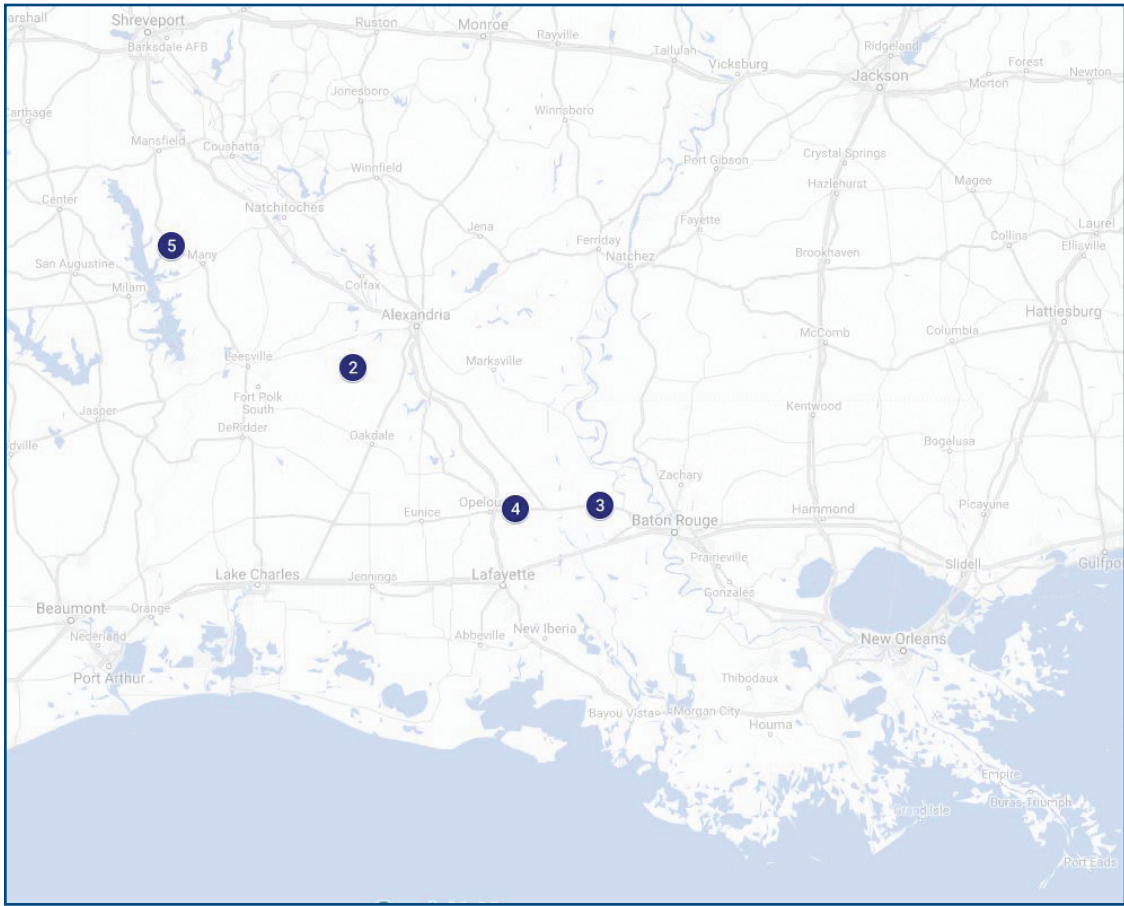 Shreveport
Barksdale AFB
Ruston
Monroe
Rayville
Tallulah
Vicksburg
Ridgeland
Jackson
Forest
Morton
Newton
Carthage
Jonesboro
Winnsboro
Mansfield
Coushatta
Winnfield
Port Gibson
Crystal Springs
Hazlehurst
Magee
Center
Natchitoches
Jena
Fayette
Laurel
Collins
Ellisville
5
Many
Ferriday
Natchez
Brookhaven
San Augustine
Milam
Colfax
Alexandria
Hattiesburg
McComb
Columbia
Leesville
2
Marksville
Fort Polk
South
Jasper
DeRidder
Oakdale
Kentwood
Bogalusa
Zachary
Eunice
Opelou
4
3
Baton Rouge
Hammond
Picayune
Prairieville
Slidell
Gulfpo
Lake Charles
Jennings
Lafayette
Gonzales
Beaumont
Orange
Nederland
Port Arthur
Abbeville
New Iberia
New Orleans
Thibodaux
Bayou Vista
Morgan City
Houma
Empire
Buras-Triumph
Grand Isle
Port Eads